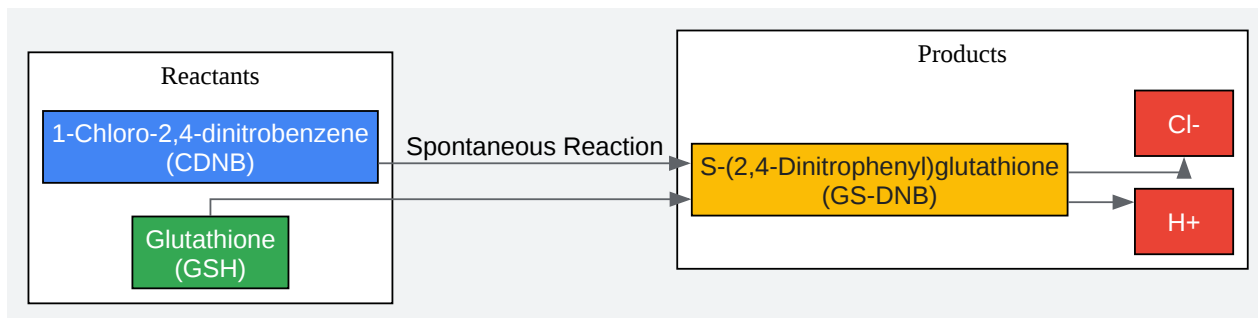 Reactants
1-Chloro-2,4-dinitrobenzene
(CDNB)
Glutathione
(GSH)
Spontaneous Reaction
Products
S-(2,4-Dinitrophenyl)glutathione
(GS-DNB)
Cl-
H+